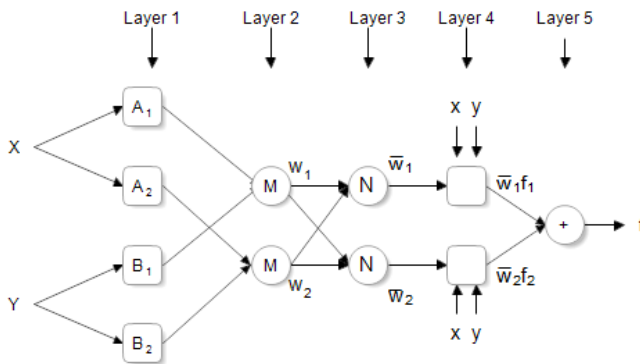 Layer 1 Layer 2 Layer 3 Layer 4 Layer 5
x y
A₁
X
w₁ w̅₁
A₂ M N w̅₁f₁
+
B₁ M N w̅₂f₂
w₂ w̅₂
Y
B₂ x y